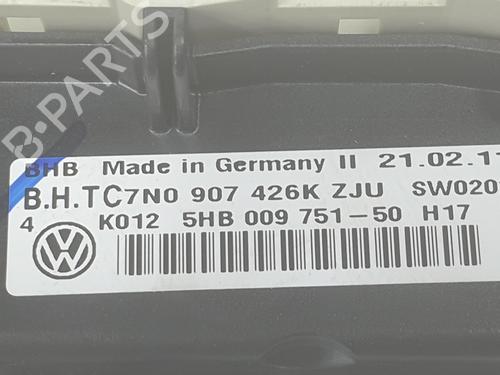 B-PARTS
BHB Made in Germany II 21.02.11
B.H.TC7N0 907 426K ZJU SW020
4 K012 5HB 009 751-50 H17